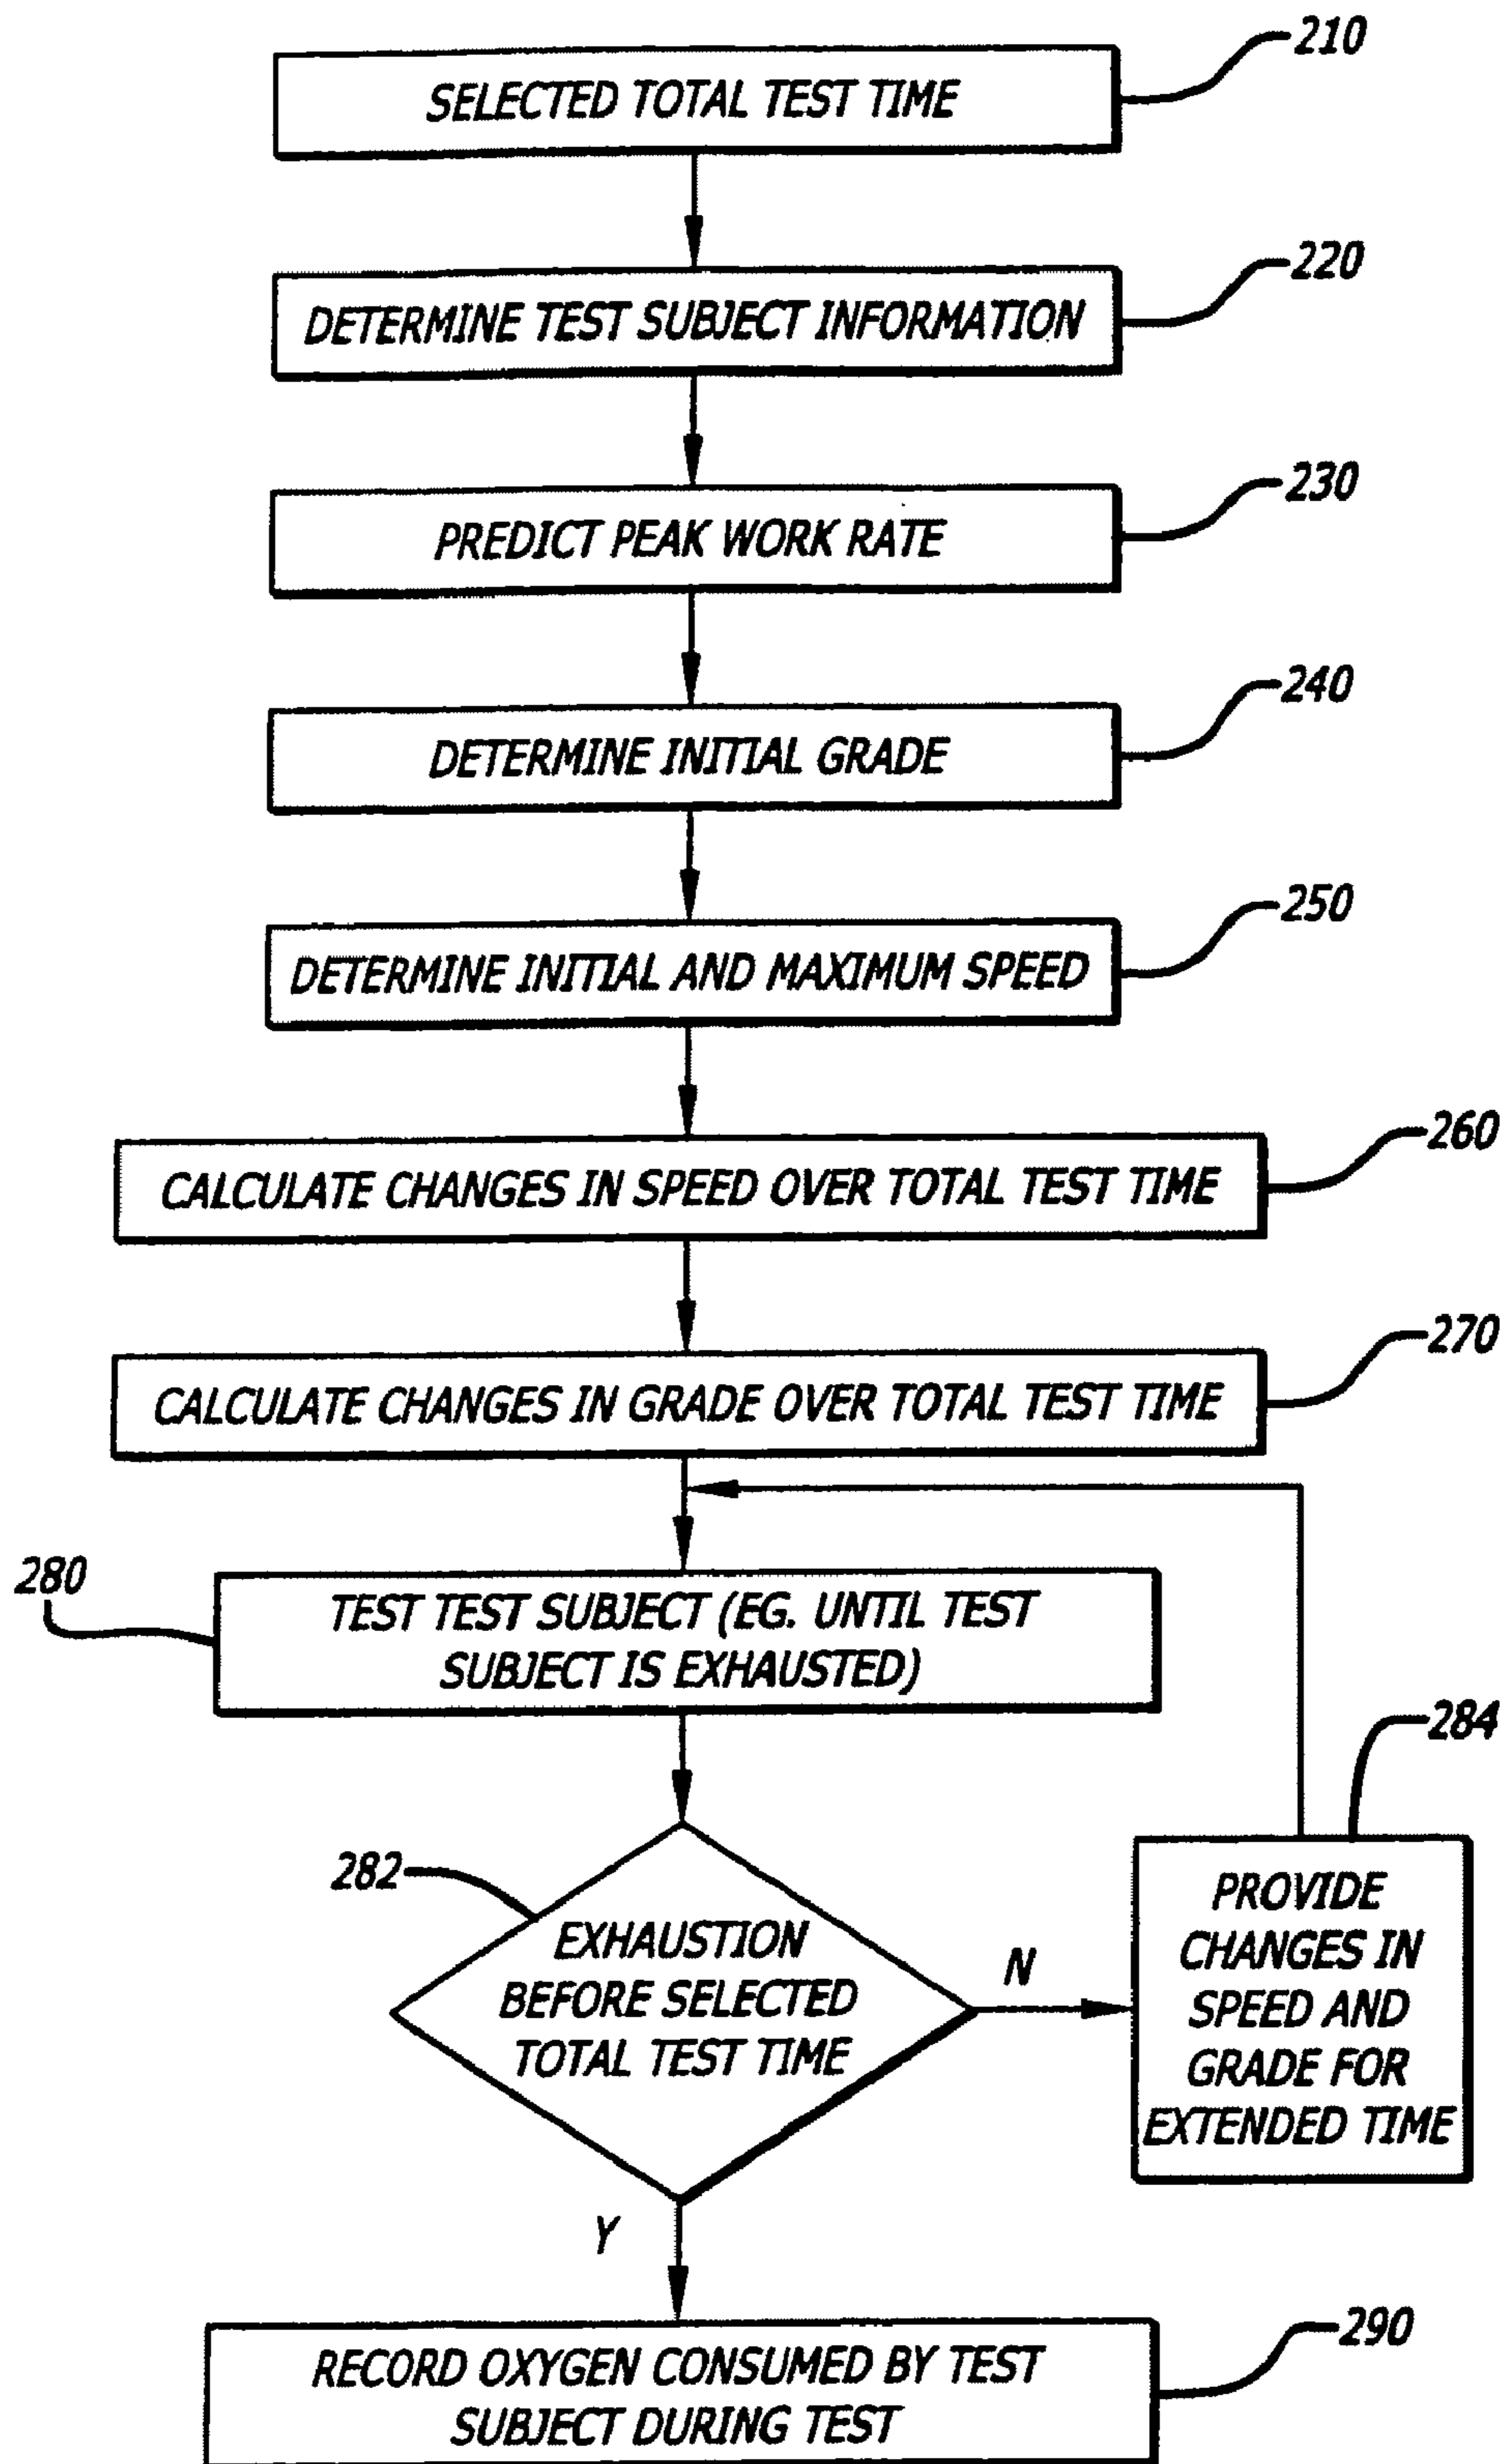 210
SELECTED TOTAL TEST TIME
220
DETERMINE TEST SUBJECT INFORMATION
230
PREDICT PEAK WORK RATE
240
DETERMINE INITIAL GRADE
250
DETERMINE INITIAL AND MAXIMUM SPEED
260
CALCULATE CHANGES IN SPEED OVER TOTAL TEST TIME
270
CALCULATE CHANGES IN GRADE OVER TOTAL TEST TIME
280
TEST TEST SUBJECT (EG. UNTIL TEST
SUBJECT IS EXHAUSTED)
284
282
EXHAUSTION
BEFORE SELECTED
TOTAL TEST TIME
N
PROVIDE
CHANGES IN
SPEED AND
GRADE FOR
EXTENDED TIME
Y
290
RECORD OXYGEN CONSUMED BY TEST
SUBJECT DURING TEST